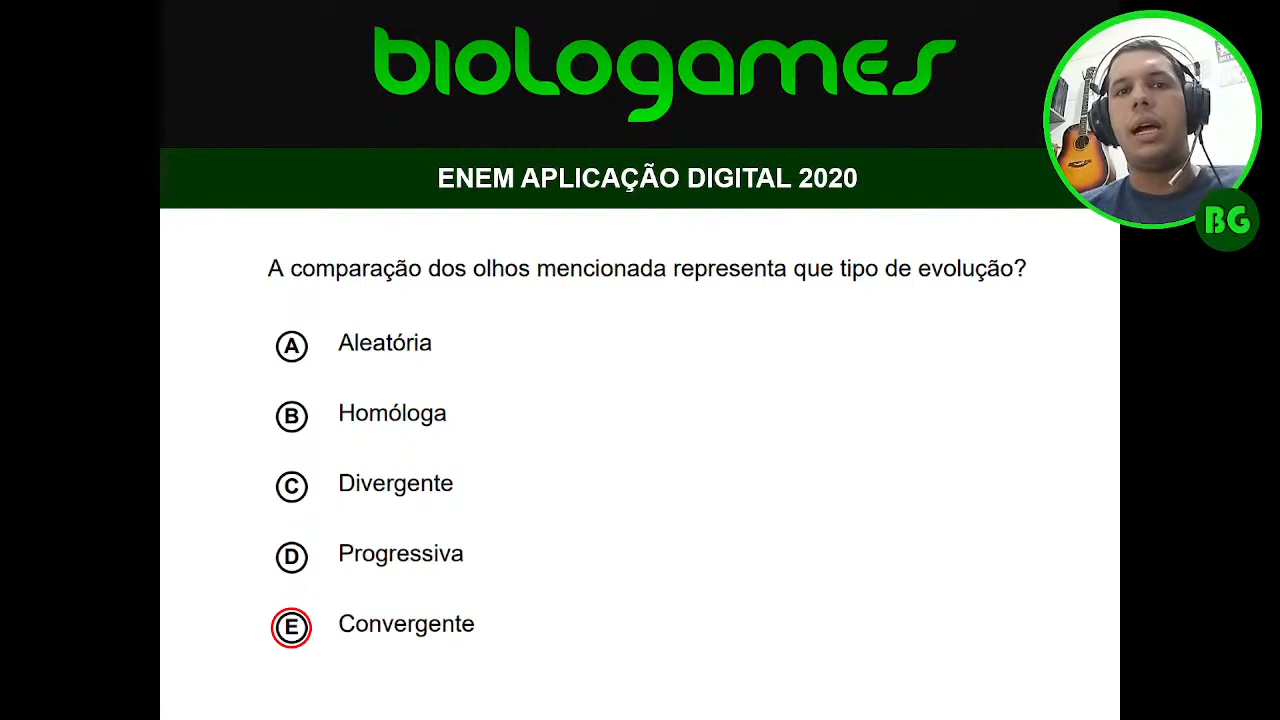 biologames
ENEM APLICAÇÃO DIGITAL 2020
BG
A comparação dos olhos mencionada representa que tipo de evolução?
A Aleatória
B Homóloga
C Divergente
D Progressiva
E Convergente